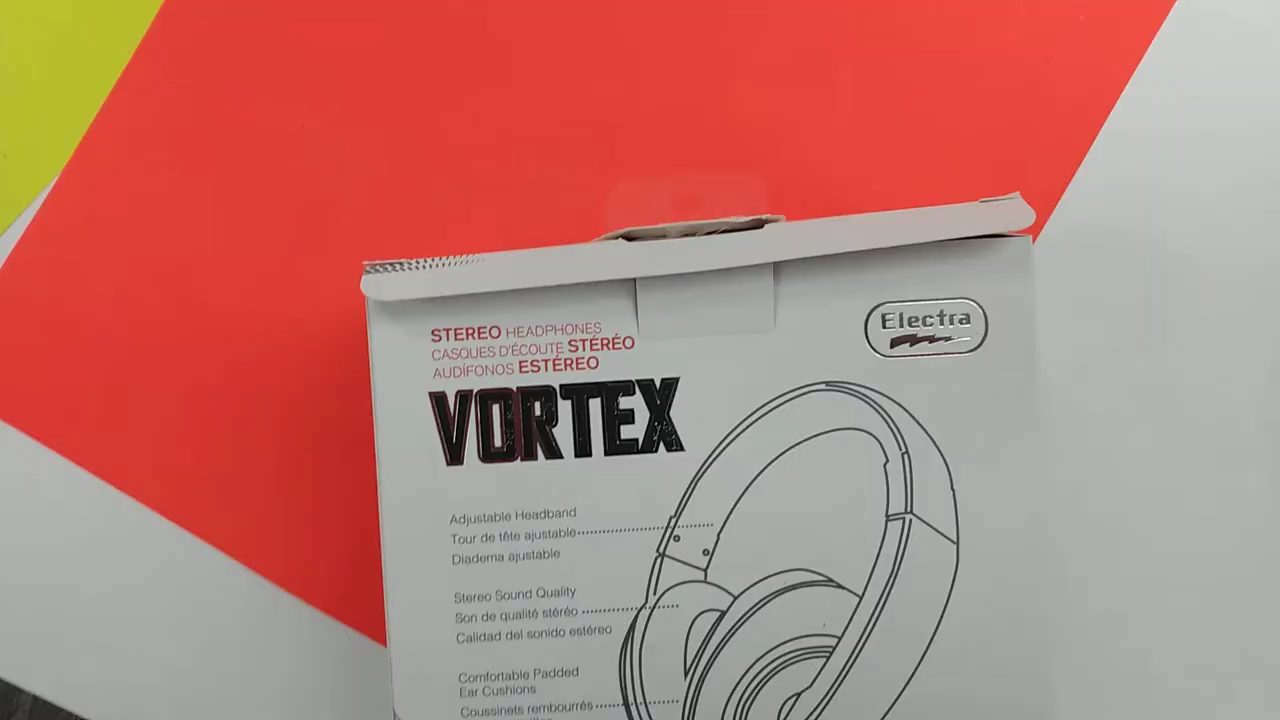 STEREO HEADPHONES
CASQUES D'ÉCOUTE STÉRÉO
AUDÍFONOS ESTÉREO
Electra
VORTEX
Adjustable Headband
Tour de tête ajustable
Diadema ajustable
Stereo Sound Quality
Son de qualité stéréo
Calidad del sonido estéreo
Comfortable Padded
Ear Cushions
Coussinets rembourrés